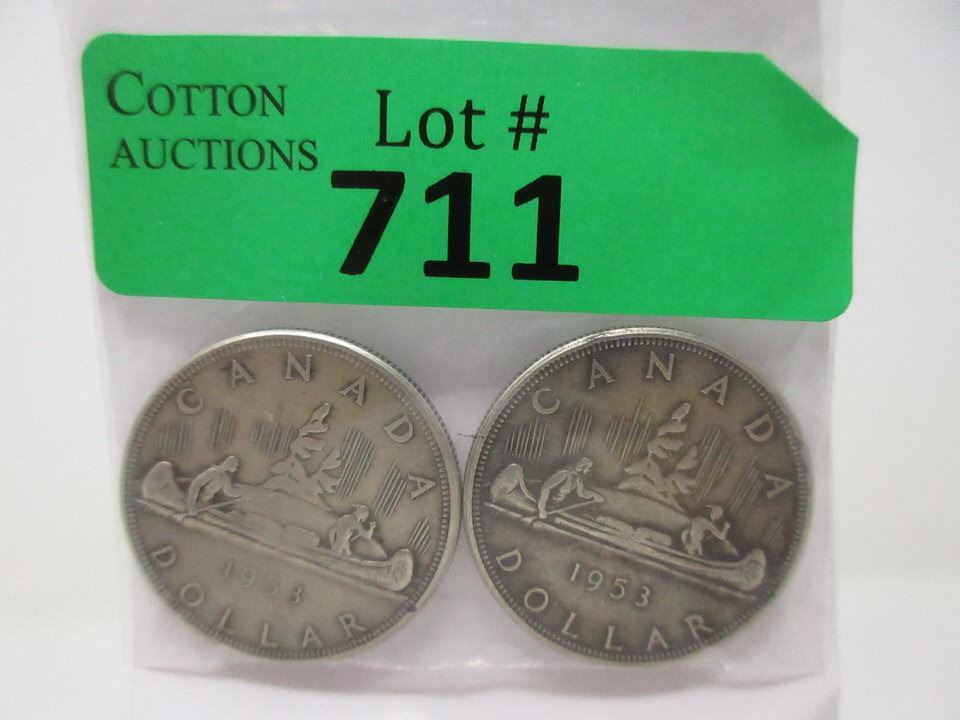 COTTON
AUCTIONS
Lot #
711
CANADA
1953
DOLLAR
CANADA
1953
DOLLAR